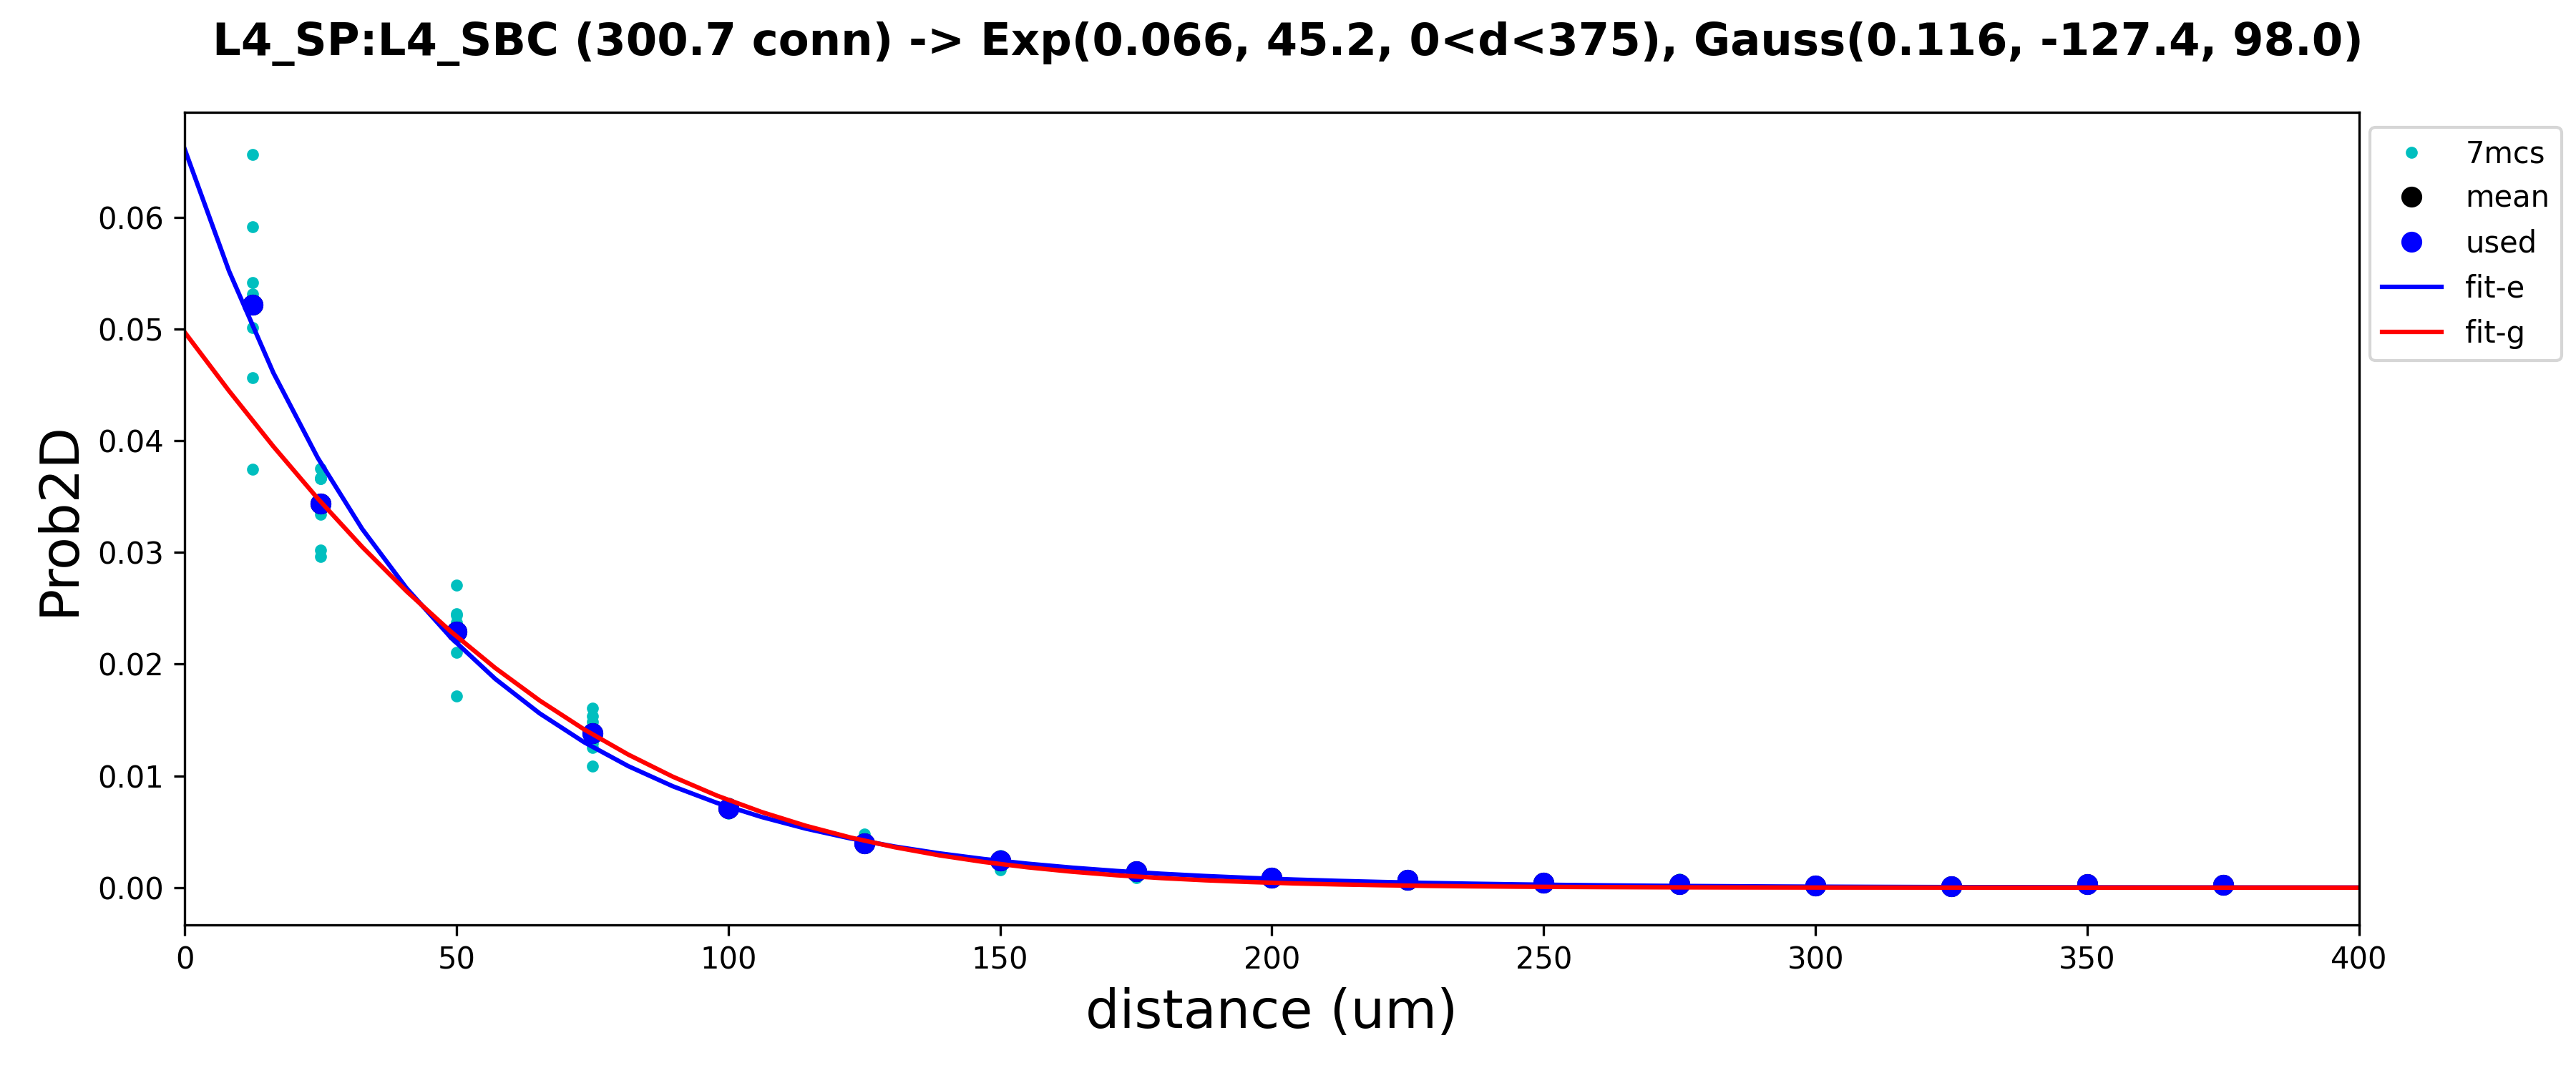 L4_SP:L4_SBC (300.7 conn) -> Exp(0.066, 45.2, 0<d<375), Gauss(0.116, -127.4, 98.0)
7mcs
mean
used
fit-e
fit-g
Prob2D
0.06
0.05
0.04
0.03
0.02
0.01
0.00
0 50 100 150 200 250 300 350 400
distance (um)